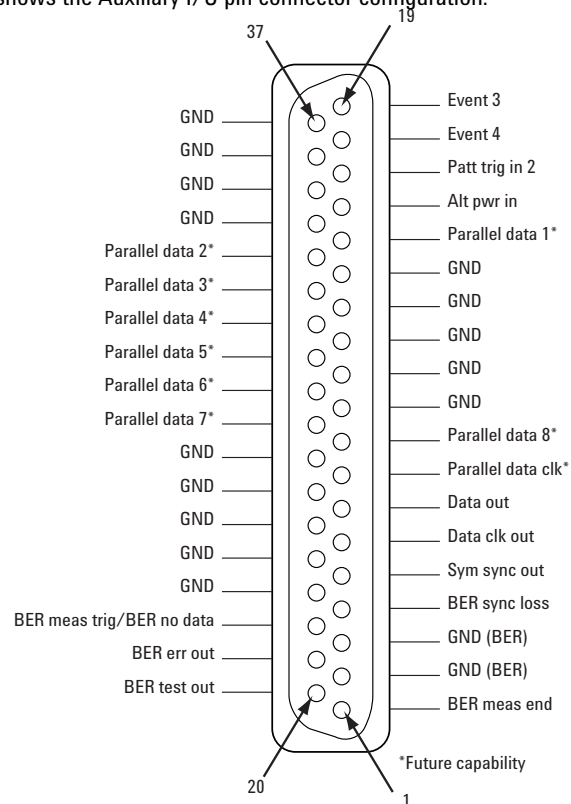 shows the Auxiliary I/O pin connector configuration.
37
19
GND
GND
GND
GND
Parallel data 2*
Parallel data 3*
Parallel data 4*
Parallel data 5*
Parallel data 6*
Parallel data 7*
GND
GND
GND
GND
GND
BER meas trig/BER no data
BER err out
BER test out
Event 3
Event 4
Patt trig in 2
Alt pwr in
Parallel data 1*
GND
GND
GND
GND
GND
Parallel data 8*
Parallel data clk*
Data out
Data clk out
Sym sync out
BER sync loss
GND (BER)
GND (BER)
BER meas end
*Future capability
20
1